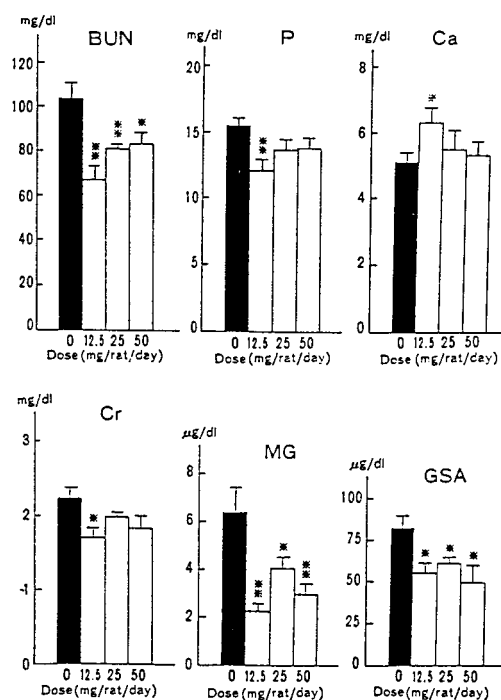 mg/dl BUN
120
100
80
60
40
20
0
** ** *
0 12.5 25 50
Dose(mg/rat/day)
mg/dl P
20
15
10
5
0
**
0 12.5 25 50
Dose(mg/rat/day)
mg/dl Ca
8
6
4
2
0
*
0 12.5 25 50
Dose(mg/rat/day)
mg/dl Cr
3
2
1
0
*
0 12.5 25 50
Dose(mg/rat/day)
μg/dl MG
8
6
4
2
0
** * **
0 12.5 25 50
Dose(mg/rat/day)
μg/dl GSA
100
75
50
25
0
* * *
0 12.5 25 50
Dose(mg/rat/day)